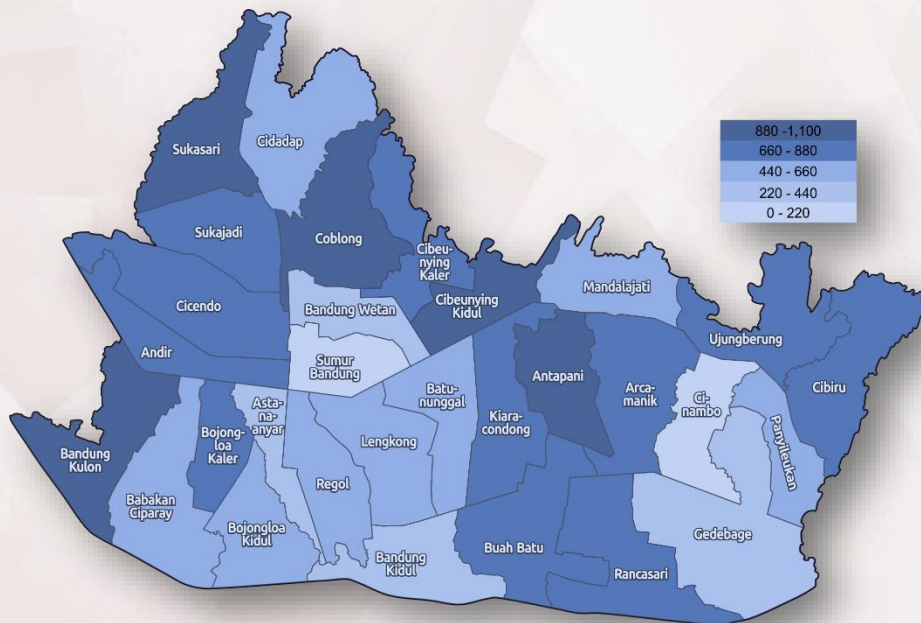 Sukasari
Cidadap
880 -1,100
660 - 880
440 - 660
220 - 440
0 - 220
Sukajadi
Coblong
Cibeu-
nying
Kaler
Mandalajati
Cicendo
Bandung Wetan
Cibeunying
Kidul
Ujungberung
Andir
Sumur
Bandung
Antapani
Arca-
manik
Ci-
nambo
Cibiru
Bandung
Kulon
Babakan
Ciparay
Bojong-
loa
Kaler
Asta-
na-
anyar
Bojongloa
Kidul
Regol
Lengkong
Batu-
nunggal
Kiara-
condong
Panyileukan
Bandung
Kidul
Buah Batu
Rancasari
Gedebage